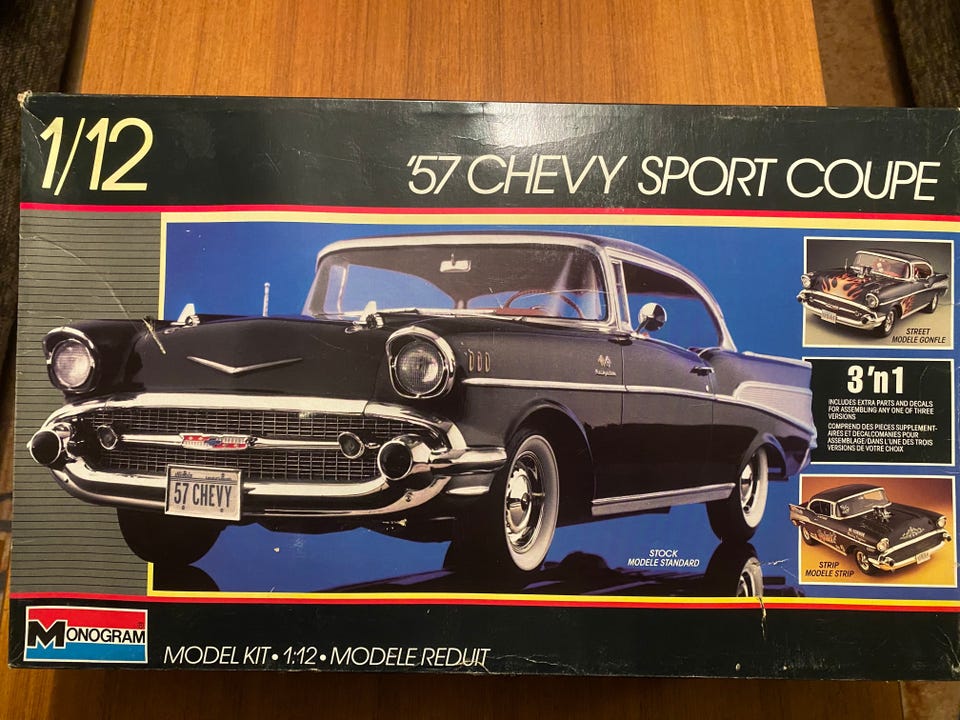 1/12
'57 CHEVY SPORT COUPE
STREET
MODELE GONFLE
3'n1
INCLUDES EXTRA PARTS AND DECALS
FOR ASSEMBLING ANY ONE OF THREE
VERSIONS
COMPREND DES PIECES SUPPLEMENT-
AIRES ET DECALCOMANIES POUR
ASSEMBLAGE/DANS L'UNE DES TROIS
VERSIONS DE VOTRE CHOIX
57 CHEVY
STOCK
MODELE STANDARD
STRIP
MODELE STRIP
MONOGRAM
MODEL KIT • 1:12 • MODELE REDUIT